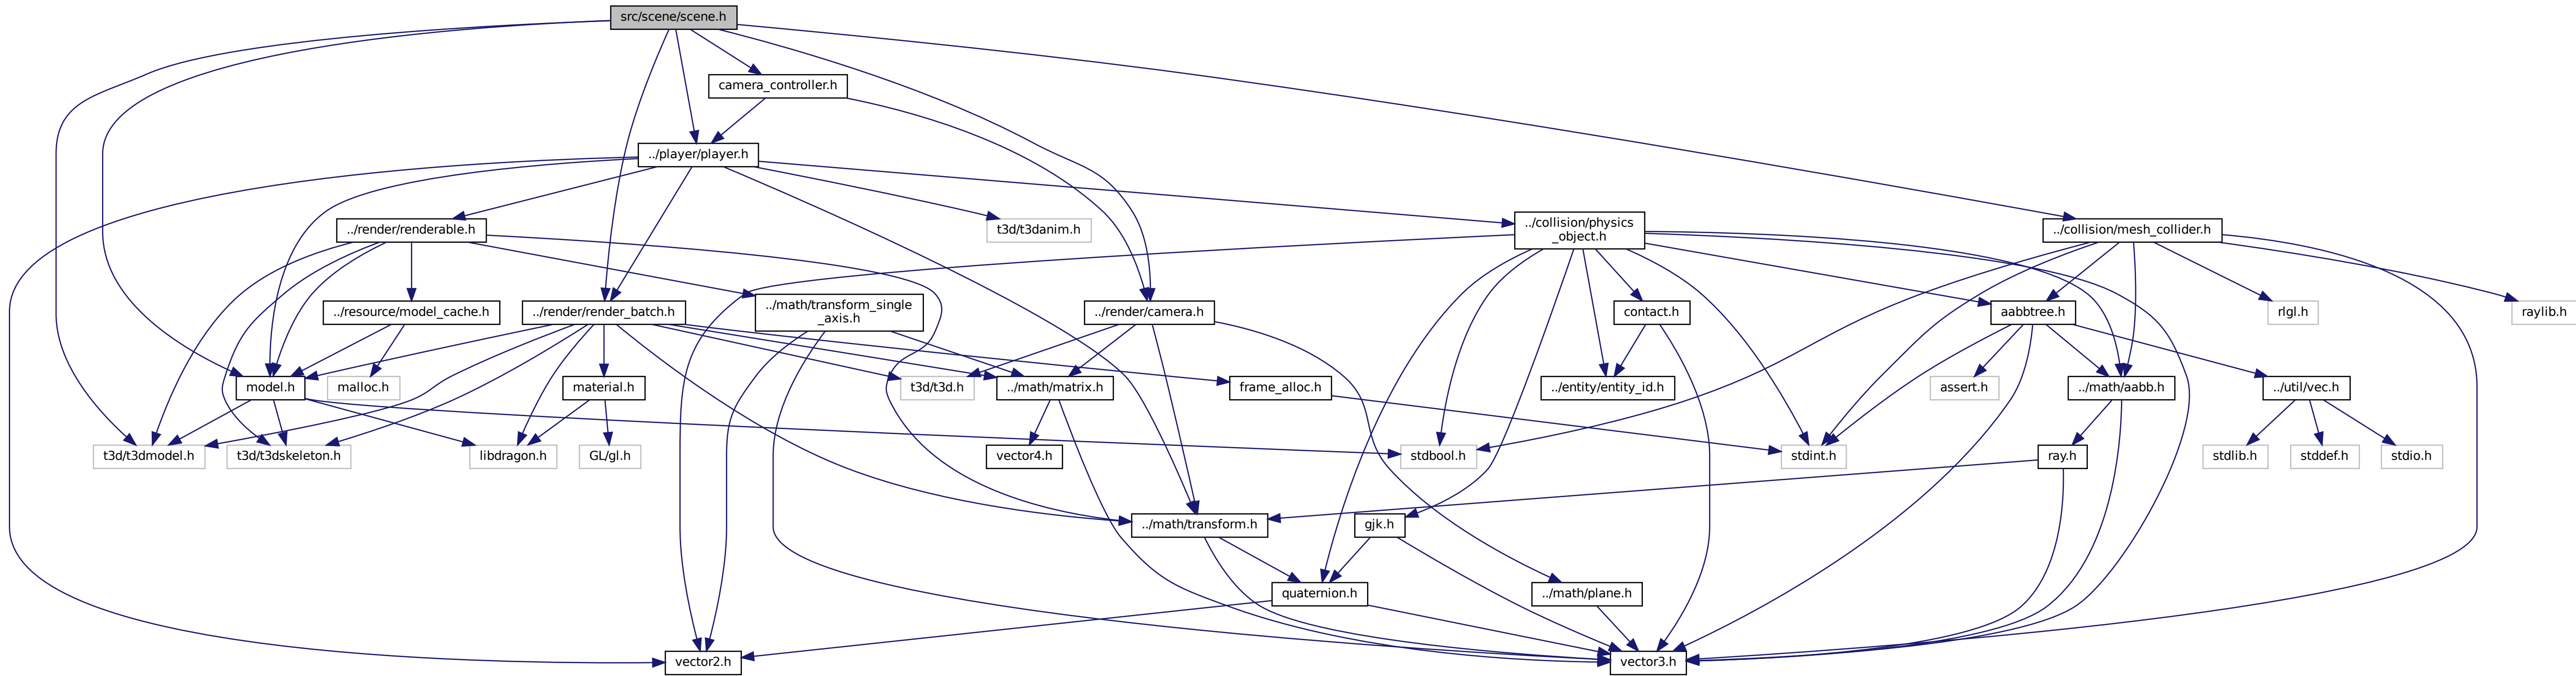 src/scene/scene.h
camera_controller.h
../player/player.h
../render/renderable.h
t3d/t3danim.h
../collision/physics
_object.h
../collision/mesh_collider.h
../resource/model_cache.h
../render/render_batch.h
../math/transform_single
_axis.h
../render/camera.h
contact.h
aabbtree.h
rlgl.h
raylib.h
model.h
malloc.h
material.h
t3d/t3d.h
../math/matrix.h
frame_alloc.h
../entity/entity_id.h
assert.h
../math/aabb.h
../util/vec.h
t3d/t3dmodel.h
t3d/t3dskeleton.h
libdragon.h
GL/gl.h
vector4.h
stdbool.h
stdint.h
ray.h
stdlib.h
stddef.h
stdio.h
../math/transform.h
gjk.h
quaternion.h
../math/plane.h
vector2.h
vector3.h